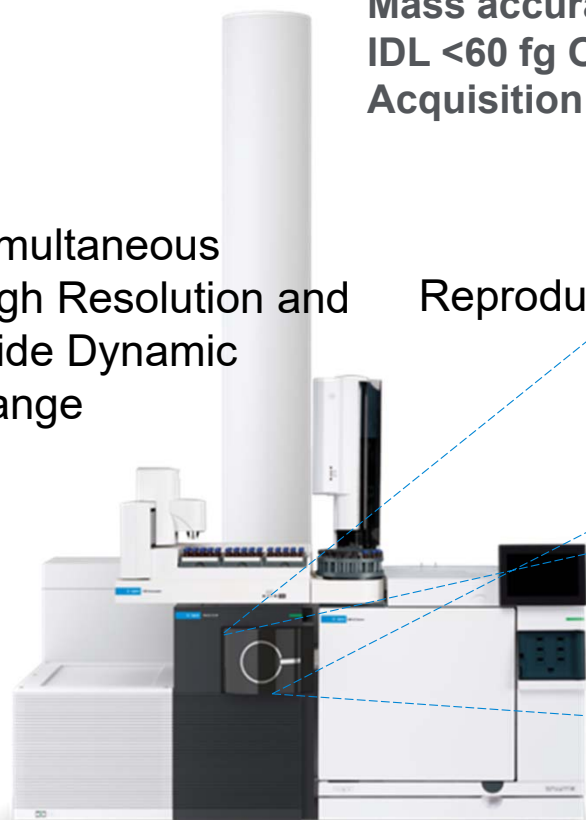 Mass accura
IDL <60 fg O
Acquisition
multaneous
gh Resolution and
ide Dynamic
ange
Reprodu